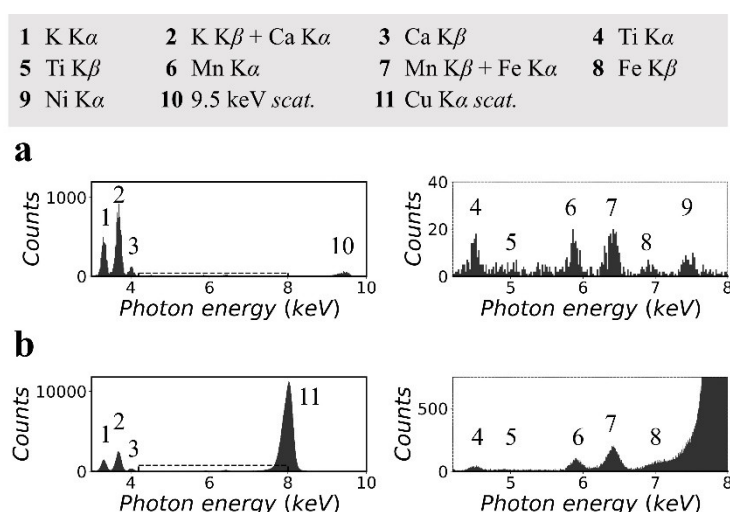 1 K Kα 2 K Kβ + Ca Kα 3 Ca Kβ 4 Ti Kα
5 Ti Kβ 6 Mn Kα 7 Mn Kβ + Fe Kα 8 Fe Kβ
9 Ni Kα 10 9.5 keV scat. 11 Cu Kα scat.
a
Counts
1000
0
1
2
3
10
4 6 8 10
Photon energy (keV)
Counts
40
20
0
4
5
6
7
8
9
5 6 7 8
Photon energy (keV)
b
Counts
10000
0
1
2
3
11
4 6 8 10
Photon energy (keV)
Counts
500
0
4
5
6
7
8
5 6 7 8
Photon energy (keV)